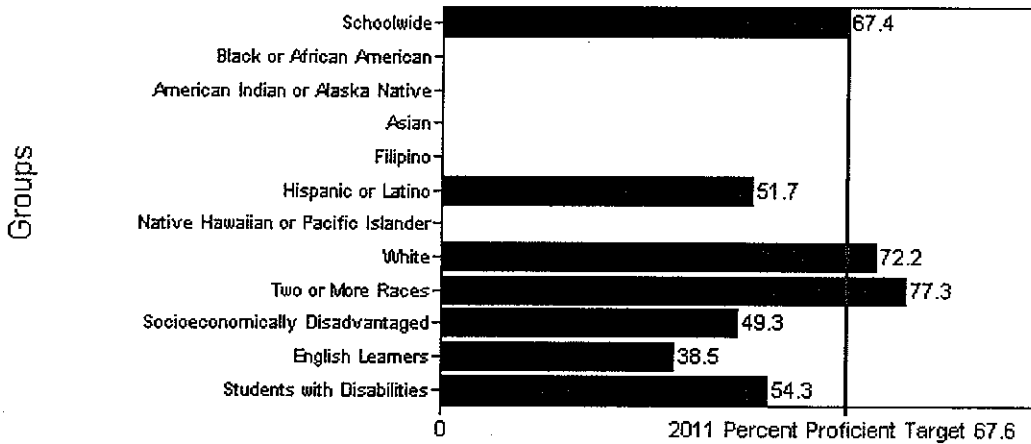 Groups
Schoolwide 67.4
Black or African American
American Indian or Alaska Native
Asian
Filipino
Hispanic or Latino 51.7
Native Hawaiian or Pacific Islander
White 72.2
Two or More Races 77.3
Socioeconomically Disadvantaged 49.3
English Learners 38.5
Students with Disabilities 54.3
0 2011 Percent Proficient Target 67.6